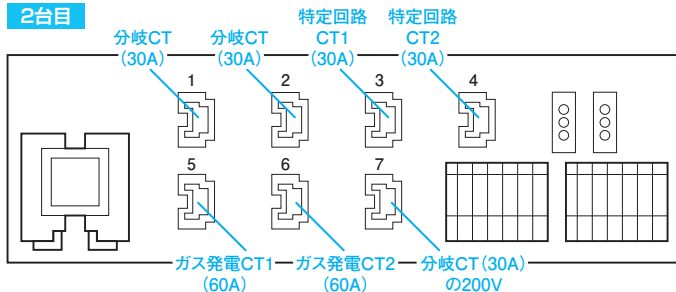 2台目
分岐CT
(30A)
分岐CT
(30A)
特定回路
CT1
(30A)
特定回路
CT2
(30A)
1
2
3
4
5
6
7
ガス発電CT1
(60A)
ガス発電CT2
(60A)
分岐CT(30A)
の200V